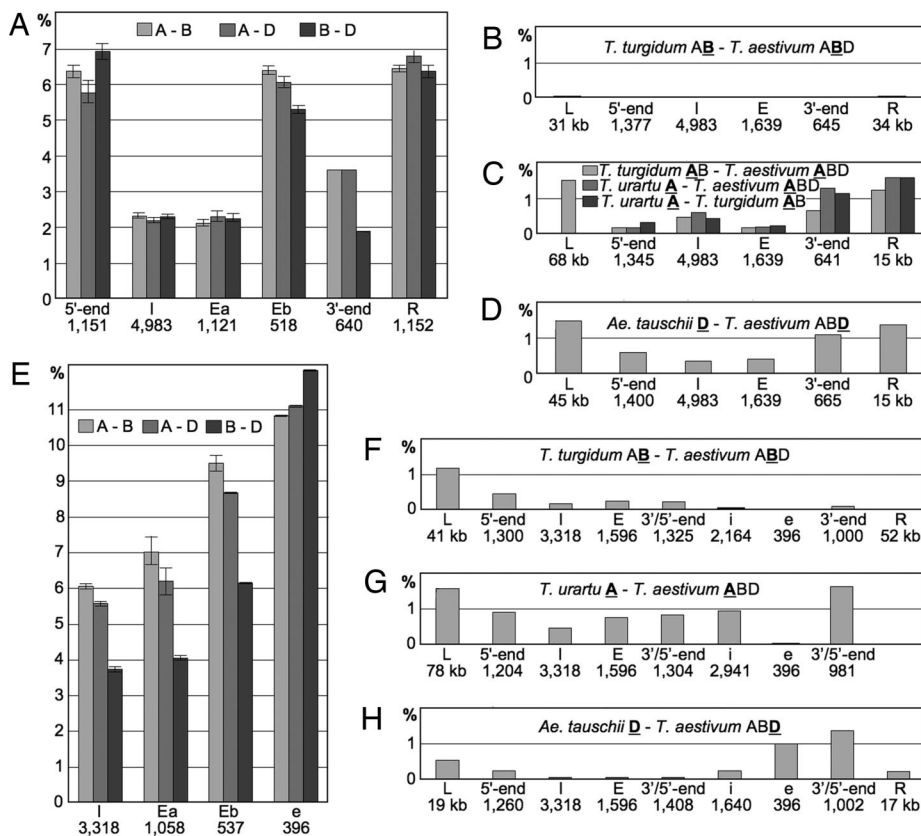 A
%
A - B A - D B - D
7
6
5
4
3
2
1
0
5'-end I Ea Eb 3'-end R
1,151 4,983 1,121 518 640 1,152
B
%
T. turgidum AB - T. aestivum ABD
1
0
L 5'-end I E 3'-end R
31 kb 1,377 4,983 1,639 645 34 kb
C
%
T. turgidum AB - T. aestivum ABD
T. urartu A - T. aestivum ABD
T. urartu A - T. turgidum AB
1
0
L 5'-end I E 3'-end R
68 kb 1,345 4,983 1,639 641 15 kb
D
%
Ae. tauschii D - T. aestivum ABD
1
0
L 5'-end I E 3'-end R
45 kb 1,400 4,983 1,639 665 15 kb
E
%
11
A - B A - D B - D
10
9
8
7
6
5
4
3
2
1
0
I Ea Eb e
3,318 1,058 537 396
F
%
T. turgidum AB - T. aestivum ABD
1
0
L 5'-end I E 3'/5'-end i e 3'-end R
41 kb 1,300 3,318 1,596 1,325 2,164 396 1,000 52 kb
G
%
T. urartu A - T. aestivum ABD
1
0
L 5'-end I E 3'/5'-end i e 3'/5'-end
78 kb 1,204 3,318 1,596 1,304 2,941 396 981
H
%
Ae. tauschii D - T. aestivum ABD
1
0
L 5'-end I E 3'/5'-end i e 3'/5'-end R
19 kb 1,260 3,318 1,596 1,408 1,640 396 1,002 17 kb